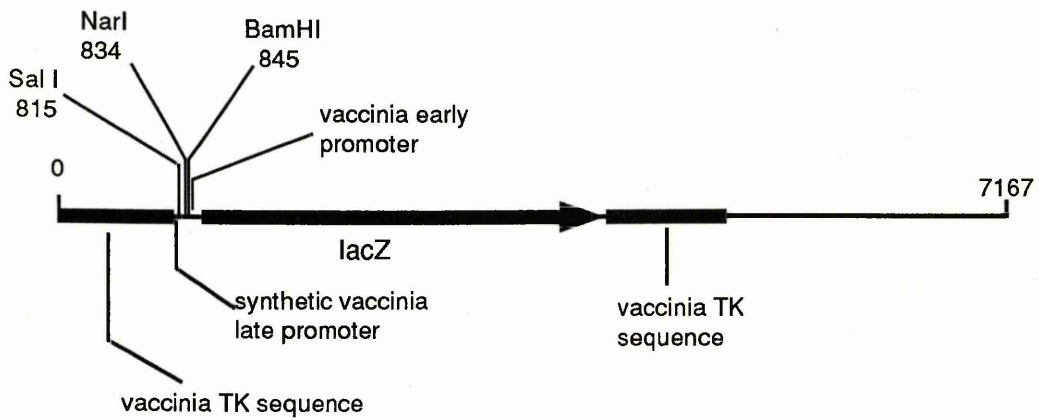 NarI
834
BamHI
845
Sal I
815
vaccinia early
promoter
0
7167
lacZ
synthetic vaccinia
late promoter
vaccinia TK
sequence
vaccinia TK sequence